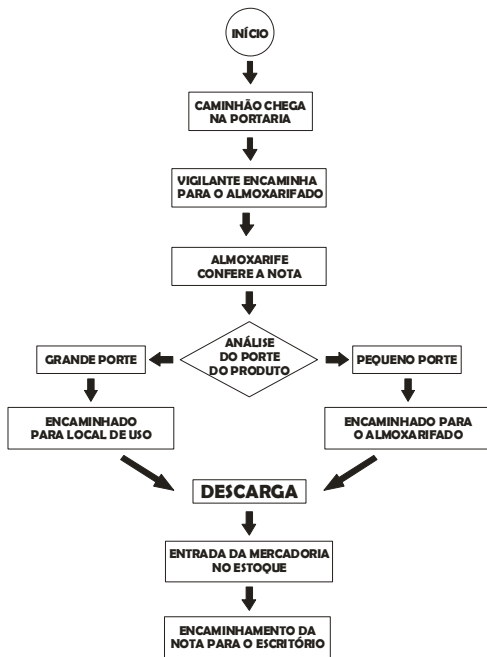 INÍCIO
CAMINHÃO CHEGA
NA PORTARIA
VIGILANTE ENCAMINHA
PARA O ALMOXARIFADO
ALMOXARIFE
CONFERE A NOTA
ANÁLISE
DO PORTE
DO PRODUTO
GRANDE PORTE
PEQUENO PORTE
ENCAMINHADO
PARA LOCAL DE USO
ENCAMINHADO PARA
O ALMOXARIFADO
DESCARGA
ENTRADA DA MERCADORIA
NO ESTOQUE
ENCAMINHAMENTO DA
NOTA PARA O ESCRITÓRIO